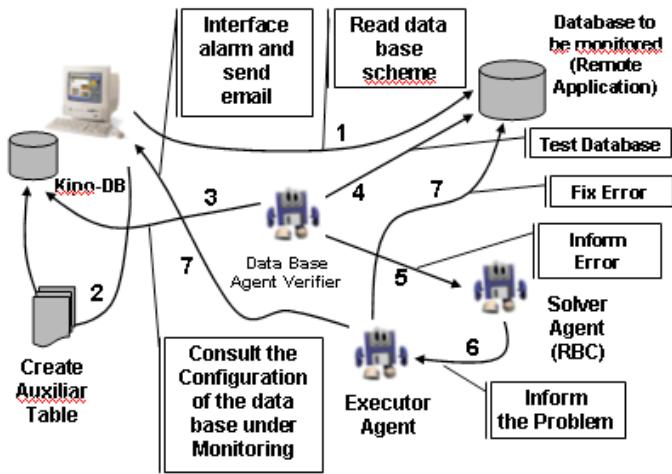 Interface
alarm and
send
email
Read data
base
scheme
Database to
be monitored
(Remote
Application)
1
Test Database
King-DB
3
4
7
Fix Error
Data Base
Agent Verifier
7
5
Inform
Error
2
Solver
Agent
(RBC)
Create
Auxiliar
Table
Consult the
Configuration
of the data
base under
Monitoring
6
Executor
Agent
Inform
the Problem